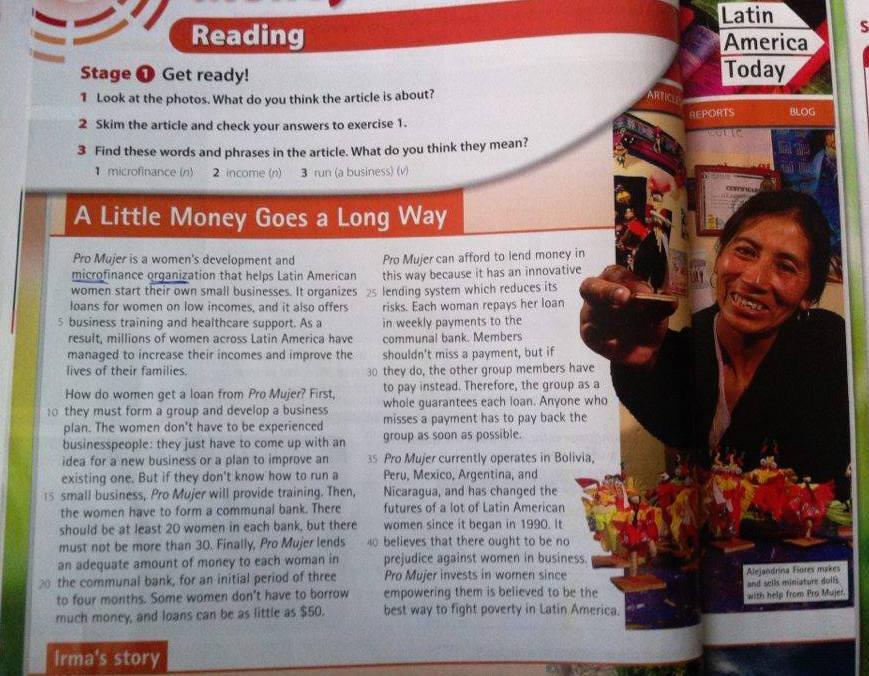 Reading
Stage 1 Get ready!
1 Look at the photos. What do you think the article is about?
2 Skim the article and check your answers to exercise 1.
3 Find these words and phrases in the article. What do you think they mean?
1 microfinance (n) 2 income (n) 3 run (a business) (v)
A Little Money Goes a Long Way
Pro Mujer is a women's development and
microfinance organization that helps Latin American
women start their own small businesses. It organizes
loans for women on low incomes, and it also offers
5 business training and healthcare support. As a
result, millions of women across Latin America have
managed to increase their incomes and improve the
lives of their families.
How do women get a loan from Pro Mujer? First,
10 they must form a group and develop a business
plan. The women don't have to be experienced
businesspeople: they just have to come up with an
idea for a new business or a plan to improve an
existing one. But if they don't know how to run a
15 small business, Pro Mujer will provide training. Then,
the women have to form a communal bank. There
should be at least 20 women in each bank, but there
must not be more than 30. Finally, Pro Mujer lends
an adequate amount of money to each woman in
20 the communal bank, for an initial period of three
to four months. Some women don't have to borrow
much money, and loans can be as little as $50.
Pro Mujer can afford to lend money in
this way because it has an innovative
25 lending system which reduces its
risks. Each woman repays her loan
in weekly payments to the
communal bank. Members
shouldn't miss a payment, but if
30 they do, the other group members have
to pay instead. Therefore, the group as a
whole guarantees each loan. Anyone who
misses a payment has to pay back the
group as soon as possible.
35 Pro Mujer currently operates in Bolivia,
Peru, Mexico, Argentina, and
Nicaragua, and has changed the
futures of a lot of Latin American
women since it began in 1990. It
40 believes that there ought to be no
prejudice against women in business.
Pro Mujer invests in women since
empowering them is believed to be the
best way to fight poverty in Latin America.
Irma's story
Latin
America
Today
REPORTS BLOG
Alejandrina Flores makes
and sells miniature dolls
with help from Pro Mujer.